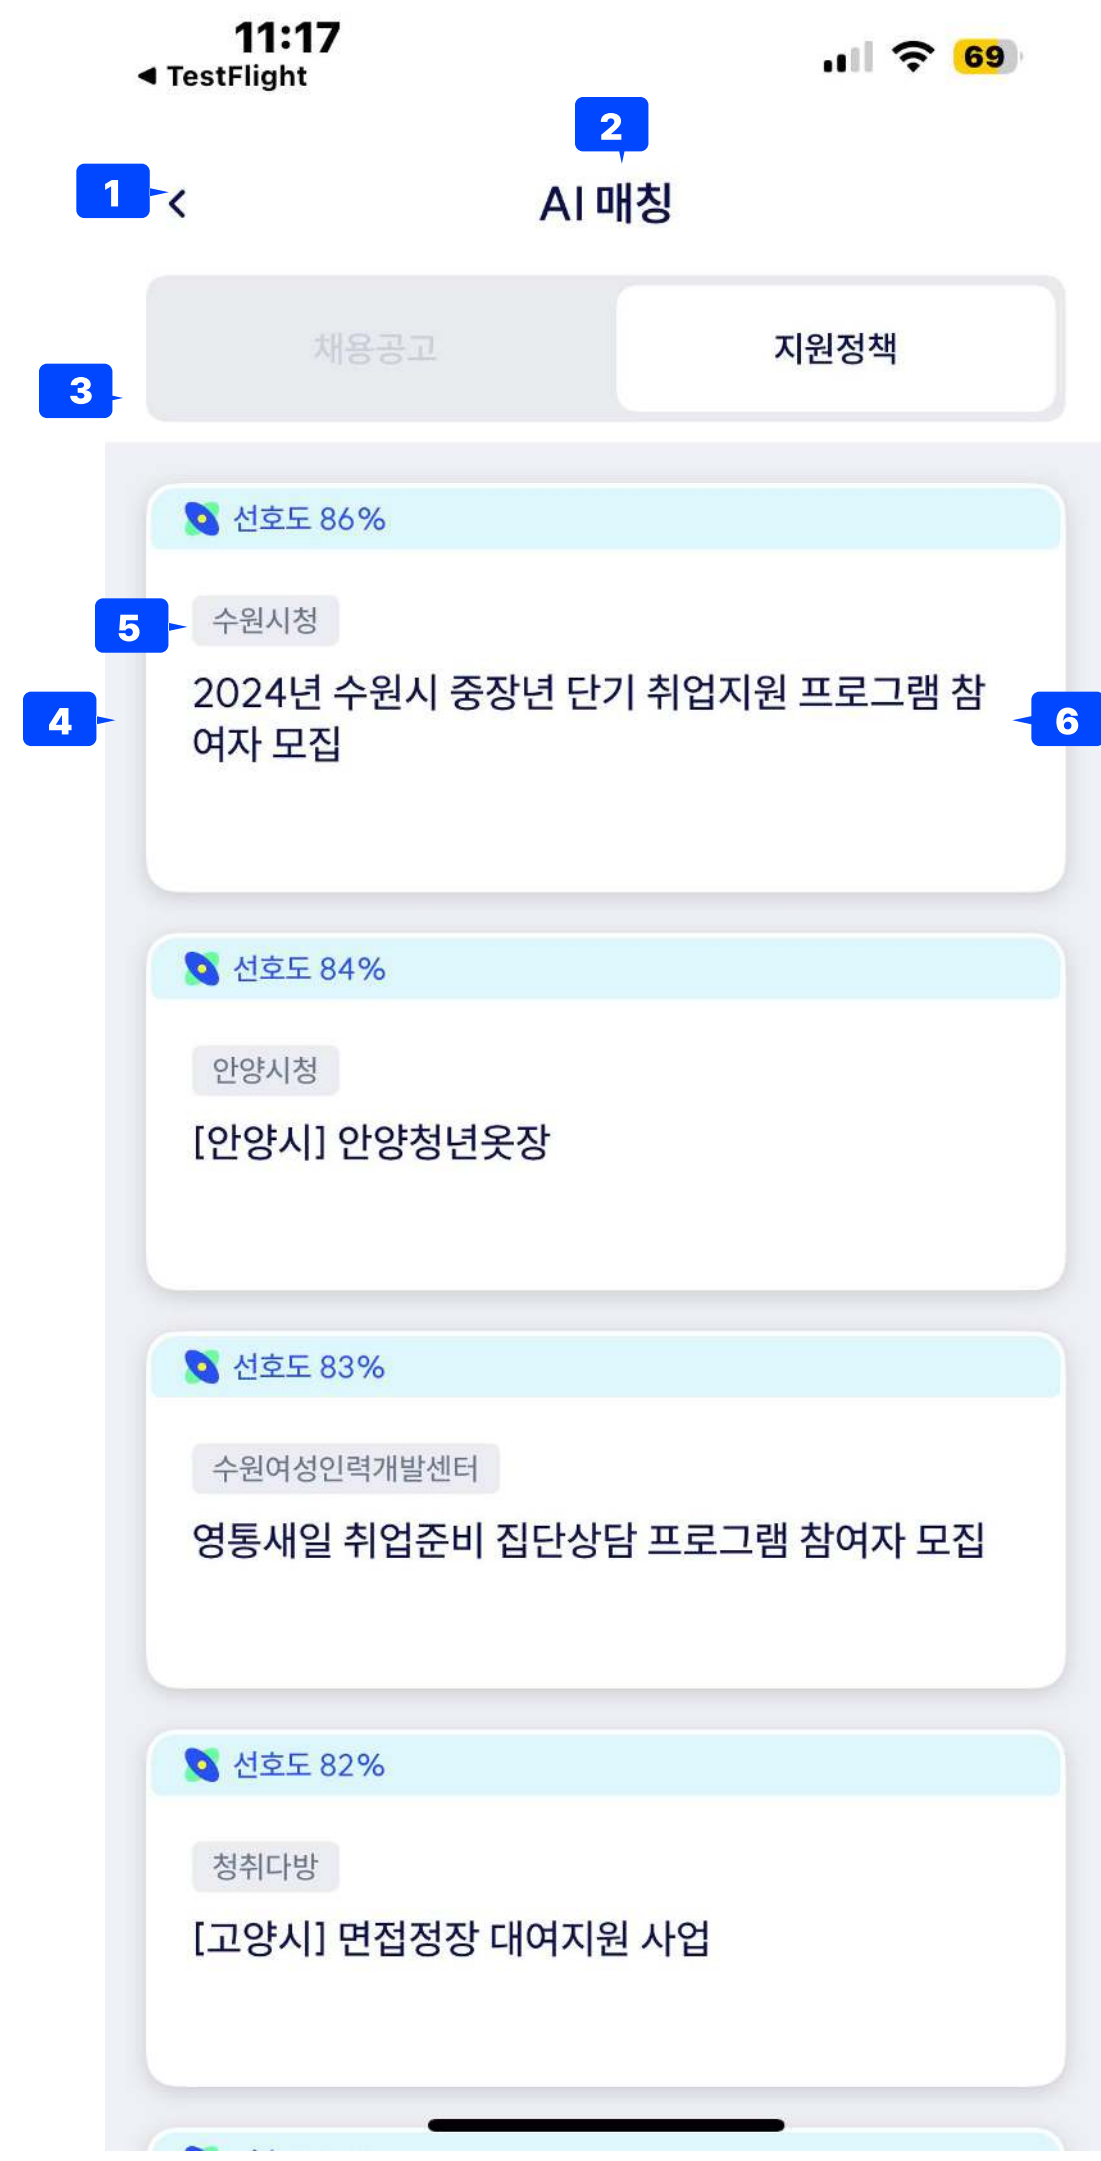 11:17
◀ TestFlight
69
2
1
AI 매칭
채용공고
지원정책
3
선호도 86%
5
수원시청
2024년 수원시 중장년 단기 취업지원 프로그램 참
여자 모집
4
6
선호도 84%
안양시청
[안양시] 안양청년옷장
선호도 83%
수원여성인력개발센터
영통새일 취업준비 집단상담 프로그램 참여자 모집
선호도 82%
청취다방
[고양시] 면접정장 대여지원 사업